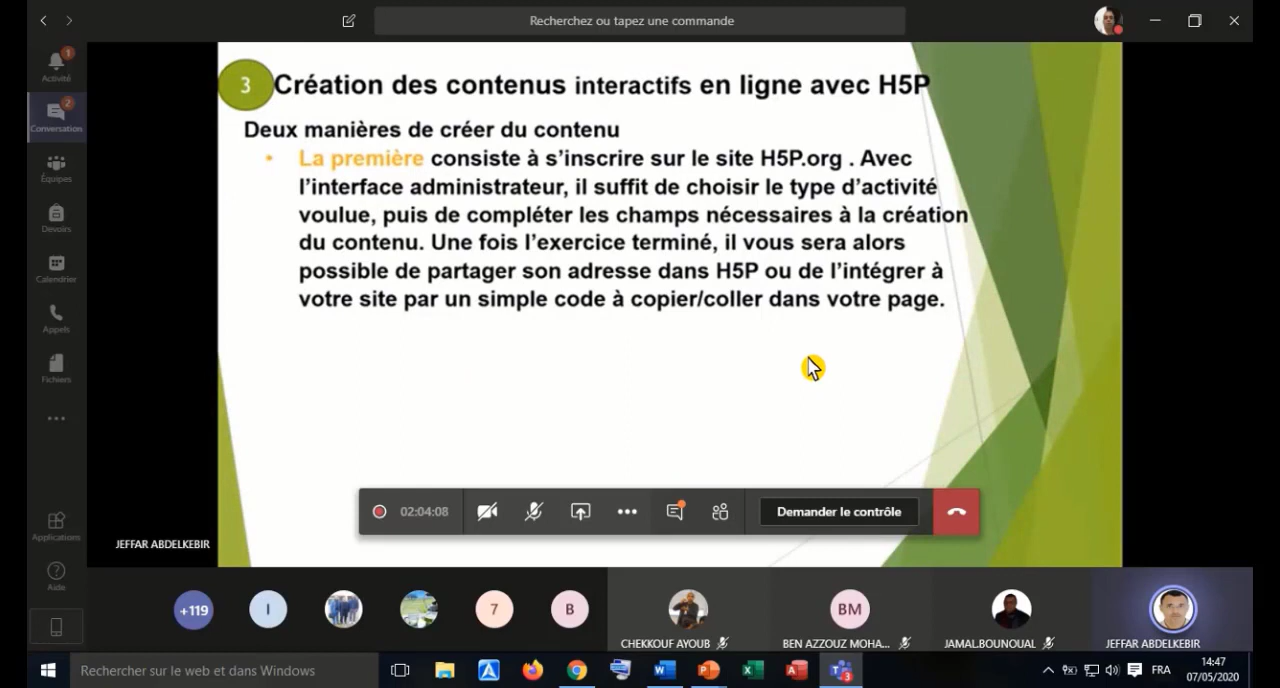 Recherchez ou tapez une commande
1
Activité
2
Conversation
Équipes
Devoirs
Calendrier
Appels
Fichiers
Applications
Aide
3
Création des contenus interactifs en ligne avec H5P
Deux manières de créer du contenu
• La première consiste à s’inscrire sur le site H5P.org . Avec
l’interface administrateur, il suffit de choisir le type d’activité
voulue, puis de compléter les champs nécessaires à la création
du contenu. Une fois l’exercice terminé, il vous sera alors
possible de partager son adresse dans H5P ou de l’intégrer à
votre site par un simple code à copier/coller dans votre page.
02:04:08
Demander le contrôle
JEFFAR ABDELKEBIR
+119
I
7
B
BM
CHEKKOUF AYOUB
BEN AZZOUZ MOHA...
JAMAL.BOUNOUAL
JEFFAR ABDELKEBIR
Rechercher sur le web et dans Windows
3
FRA
14:47
07/05/2020